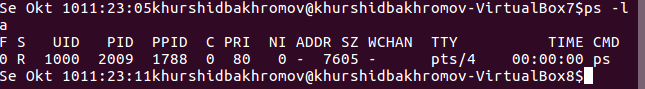 Se Okt 1011:23:05khurshidbakhromov@khurshidbakhromov-VirtualBox7$ps -l
a
F S   UID   PID  PPID  C PRI  NI ADDR SZ WCHAN  TTY          TIME CMD
0 R  1000  2009  1788  0  80   0 -  7605 -      pts/4    00:00:00 ps
Se Okt 1011:23:11khurshidbakhromov@khurshidbakhromov-VirtualBox8$